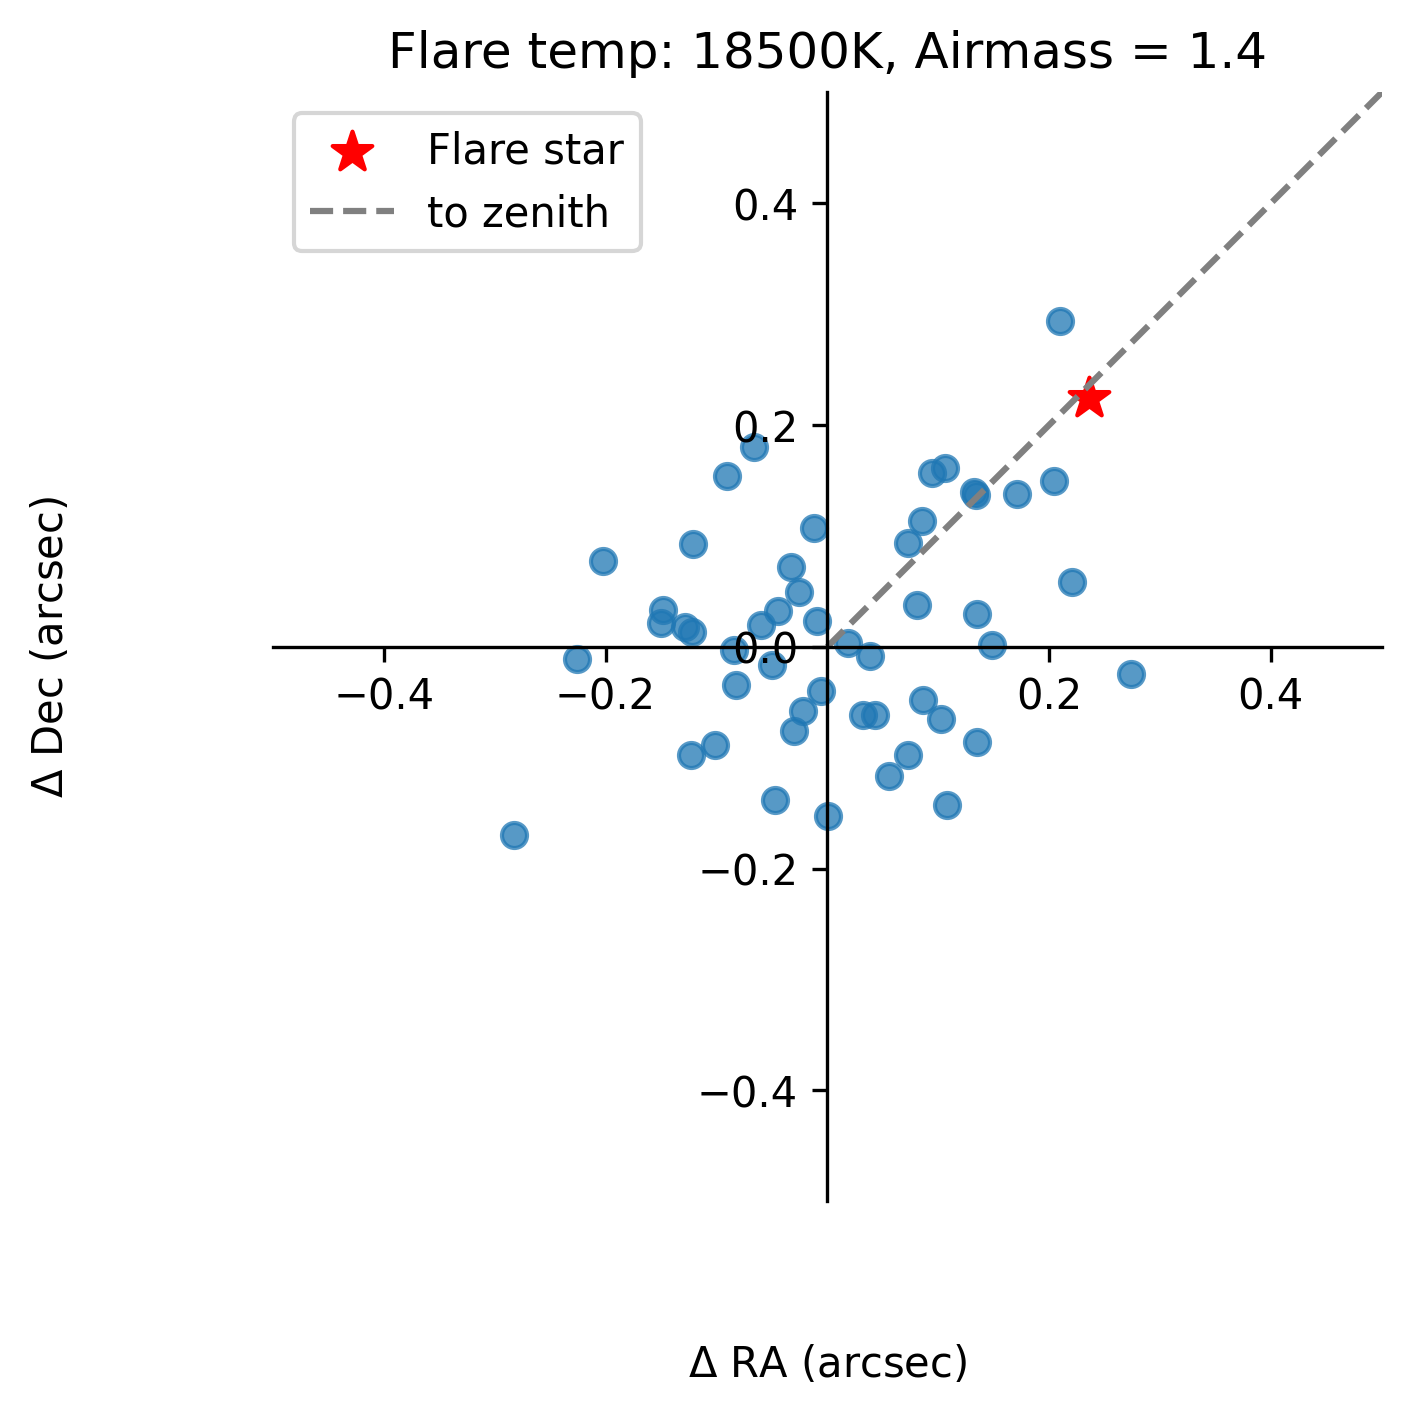 Flare temp: 18500K, Airmass = 1.4
Flare star
to zenith
0.4
0.2
0.0
−0.2
−0.4
−0.4
−0.2
0.2
0.4
Δ Dec (arcsec)
Δ RA (arcsec)